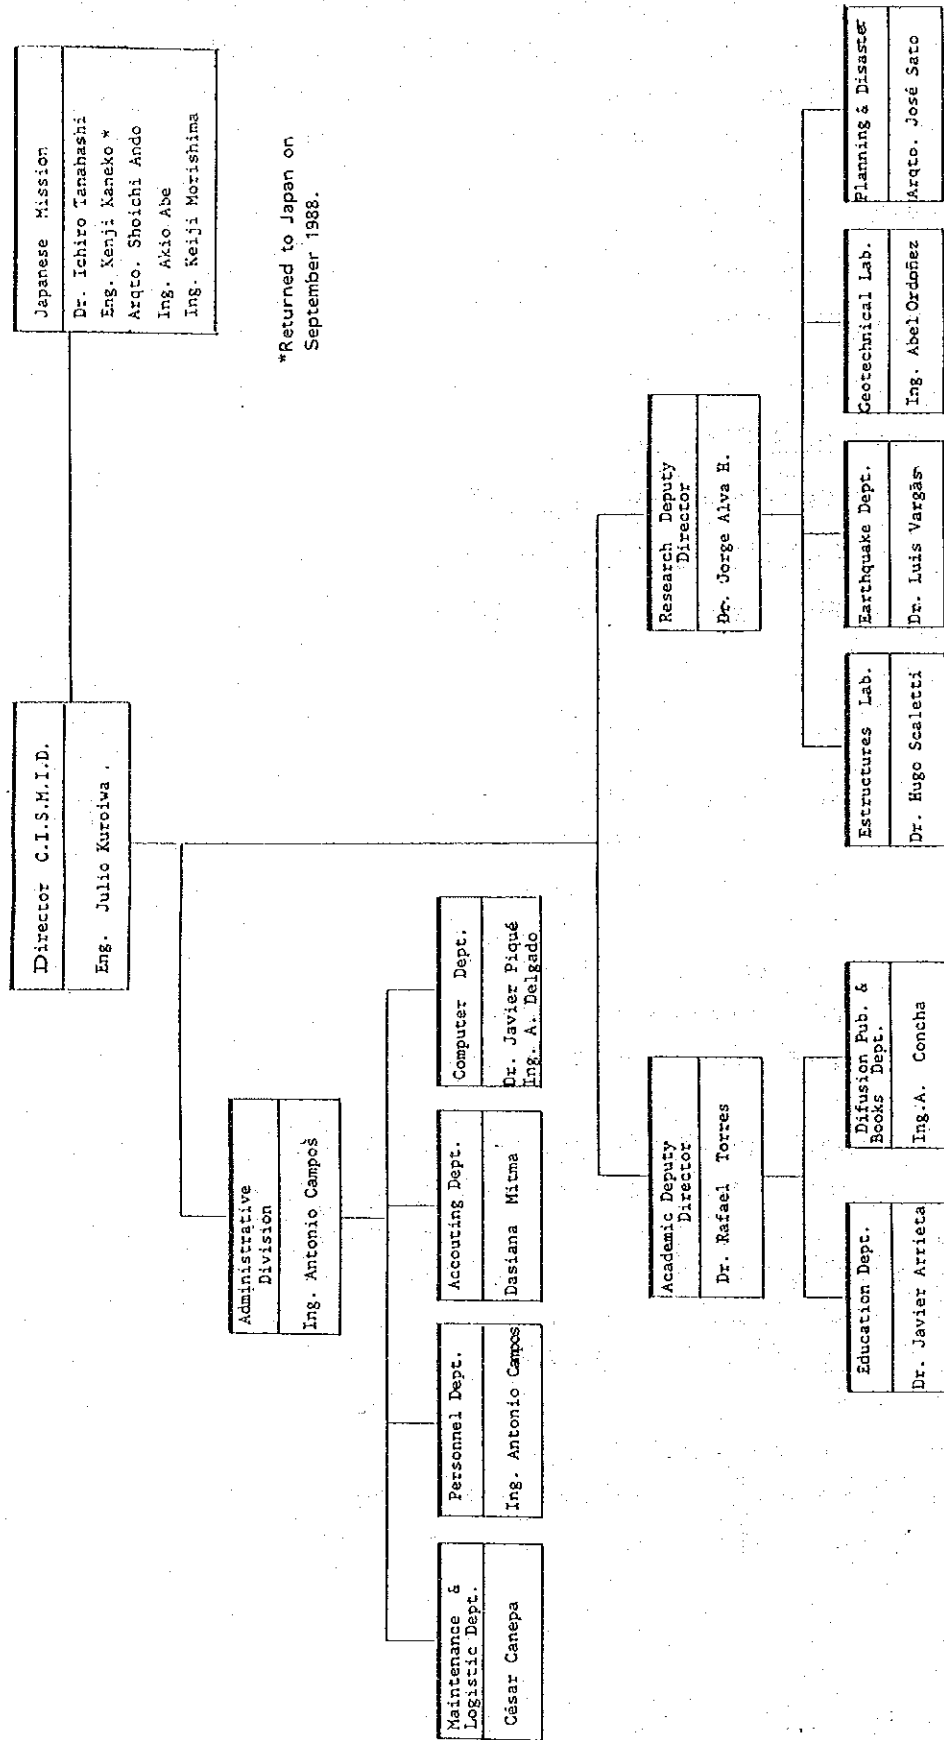 Director C.I.S.M.I.D.
Eng. Julio Kuroiwa .
Japanese Mission
Dr. Ichiro Tanahashi
Eng. Kenji Kaneko *
Arqto. Shoichi Ando
Ing. Akio Abe
Ing. Keiji Morishima
*Returned to Japan on
September 1988.
Administrative
Division
Ing. Antonio Campos
Maintenance &
Logistic Dept.
César Canepa
Personnel Dept.
Ing. Antonio Campos
Accouting Dept.
Dasiana Mitma
Computer Dept.
Dr. Javier Piqué
Ing. A. Delgado
Academic Deputy
Director
Dr. Rafael Torres
Research Deputy
Director
Dr. Jorge Alva H.
Education Dept.
Dr. Javier Arrieta
Difusion Pub. &
Books Dept.
Ing.A. Concha
Estructures Lab.
Dr. Hugo Scaletti
Earthquake Dept.
Dr. Luis Vargas
Geotechnical Lab.
Ing. Abel Ordoñez
Planning & Disaster
Arqto. José Sato